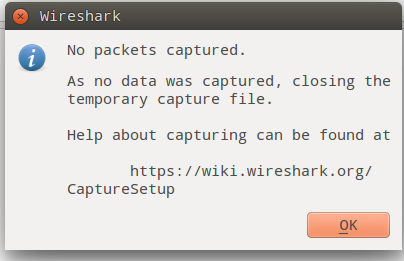 Wireshark
No packets captured.
As no data was captured, closing the
temporary capture file.
Help about capturing can be found at
https://wiki.wireshark.org/
CaptureSetup
OK